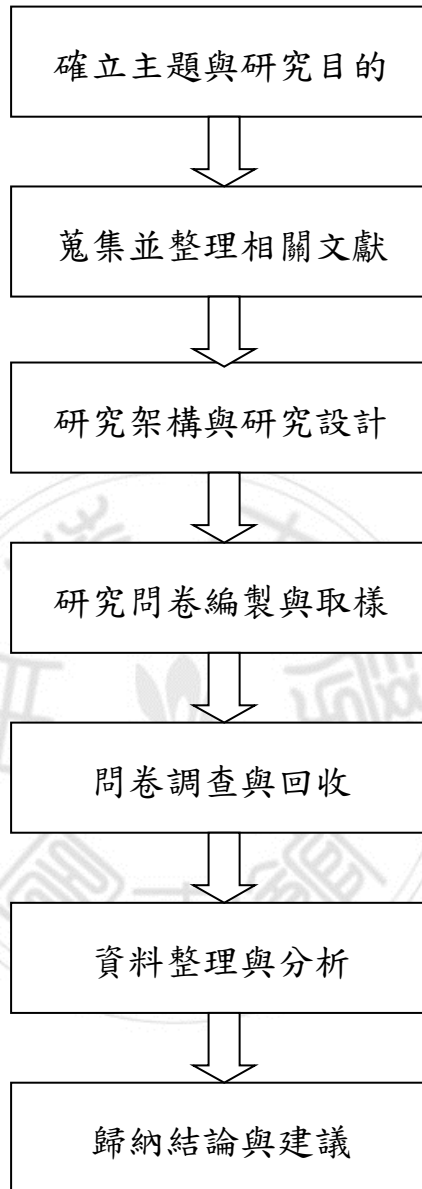 確立主題與研究目的
蒐集並整理相關文獻
研究架構與研究設計
研究問卷編製與取樣
問卷調查與回收
資料整理與分析
歸納結論與建議